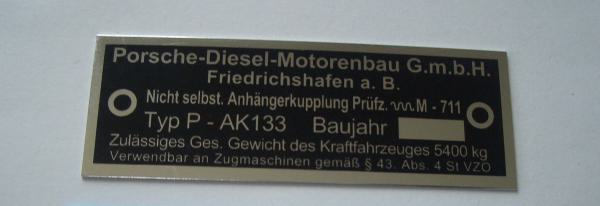 Porsche-Diesel-Motorenbau G.m.b.H.
Friedrichshafen a. B.
Nicht selbst. Anhängerkupplung Prüfz. M - 711
Typ P - AK133 Baujahr
Zulässiges Ges. Gewicht des Kraftfahrzeuges 5400 kg
Verwendbar an Zugmaschinen gemäß § 43. Abs. 4 St VZO